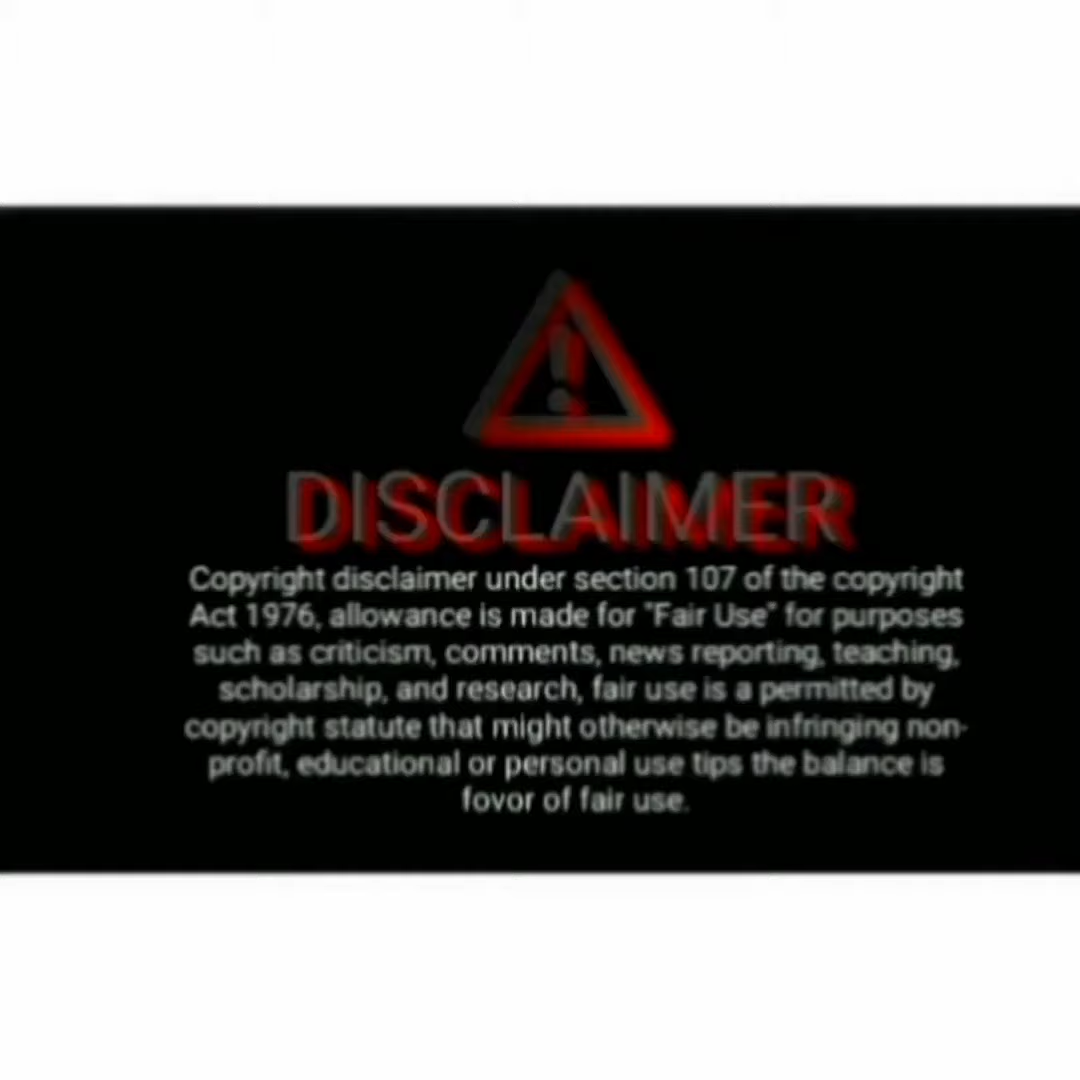 DISCLAIMER
Copyright disclaimer under section 107 of the copyright
Act 1976, allowance is made for "Fair Use" for purposes
such as criticism, comments, news reporting, teaching,
scholarship, and research, fair use is a permitted by
copyright statute that might otherwise be infringing non-
profit, educational or personal use tips the balance is
fovor of fair use.